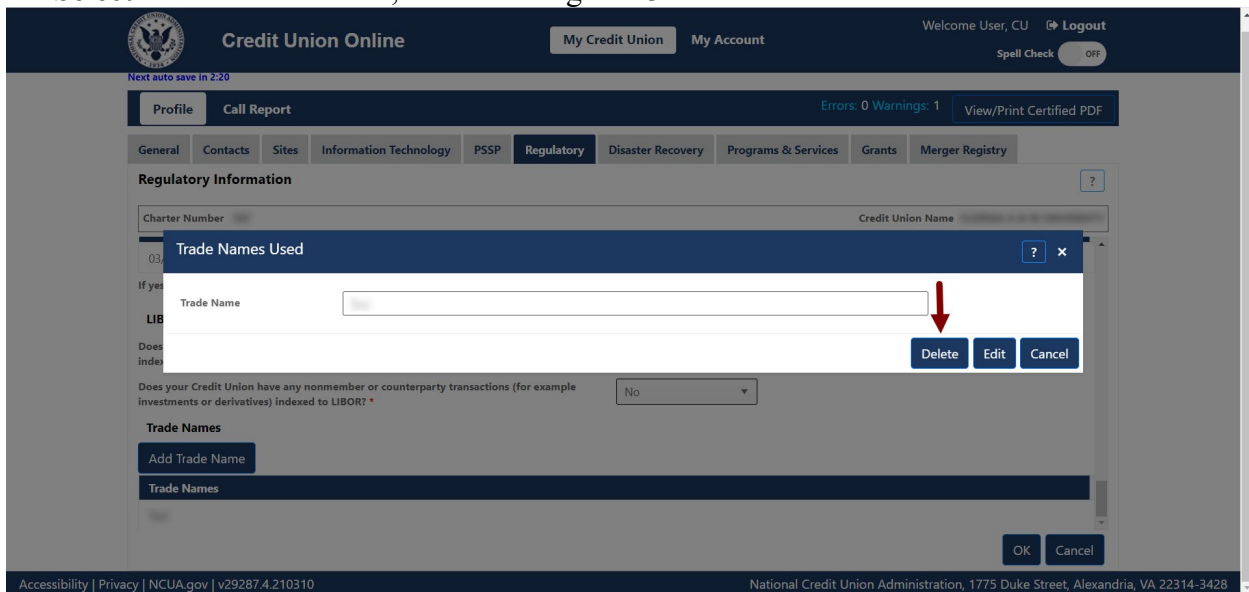 Credit Union Online
My Credit Union My Account
Welcome User, CU Logout
Spell Check OFF
Next auto save in 2:20
Profile Call Report Errors: 0 Warnings: 1 View/Print Certified PDF
General Contacts Sites Information Technology PSSP Regulatory Disaster Recovery Programs & Services Grants Merger Registry
Regulatory Information ?
Charter Number Credit Union Name
Trade Names Used ? ×
03/
If yes
Trade Name
LIB
Does
index
Delete Edit Cancel
Does your Credit Union have any nonmember or counterparty transactions (for example
investments or derivatives) indexed to LIBOR? * No
Trade Names
Add Trade Name
Trade Names
OK Cancel
Accessibility | Privacy | NCUA.gov | v29287.4.210310 National Credit Union Administration, 1775 Duke Street, Alexandria, VA 22314-3428